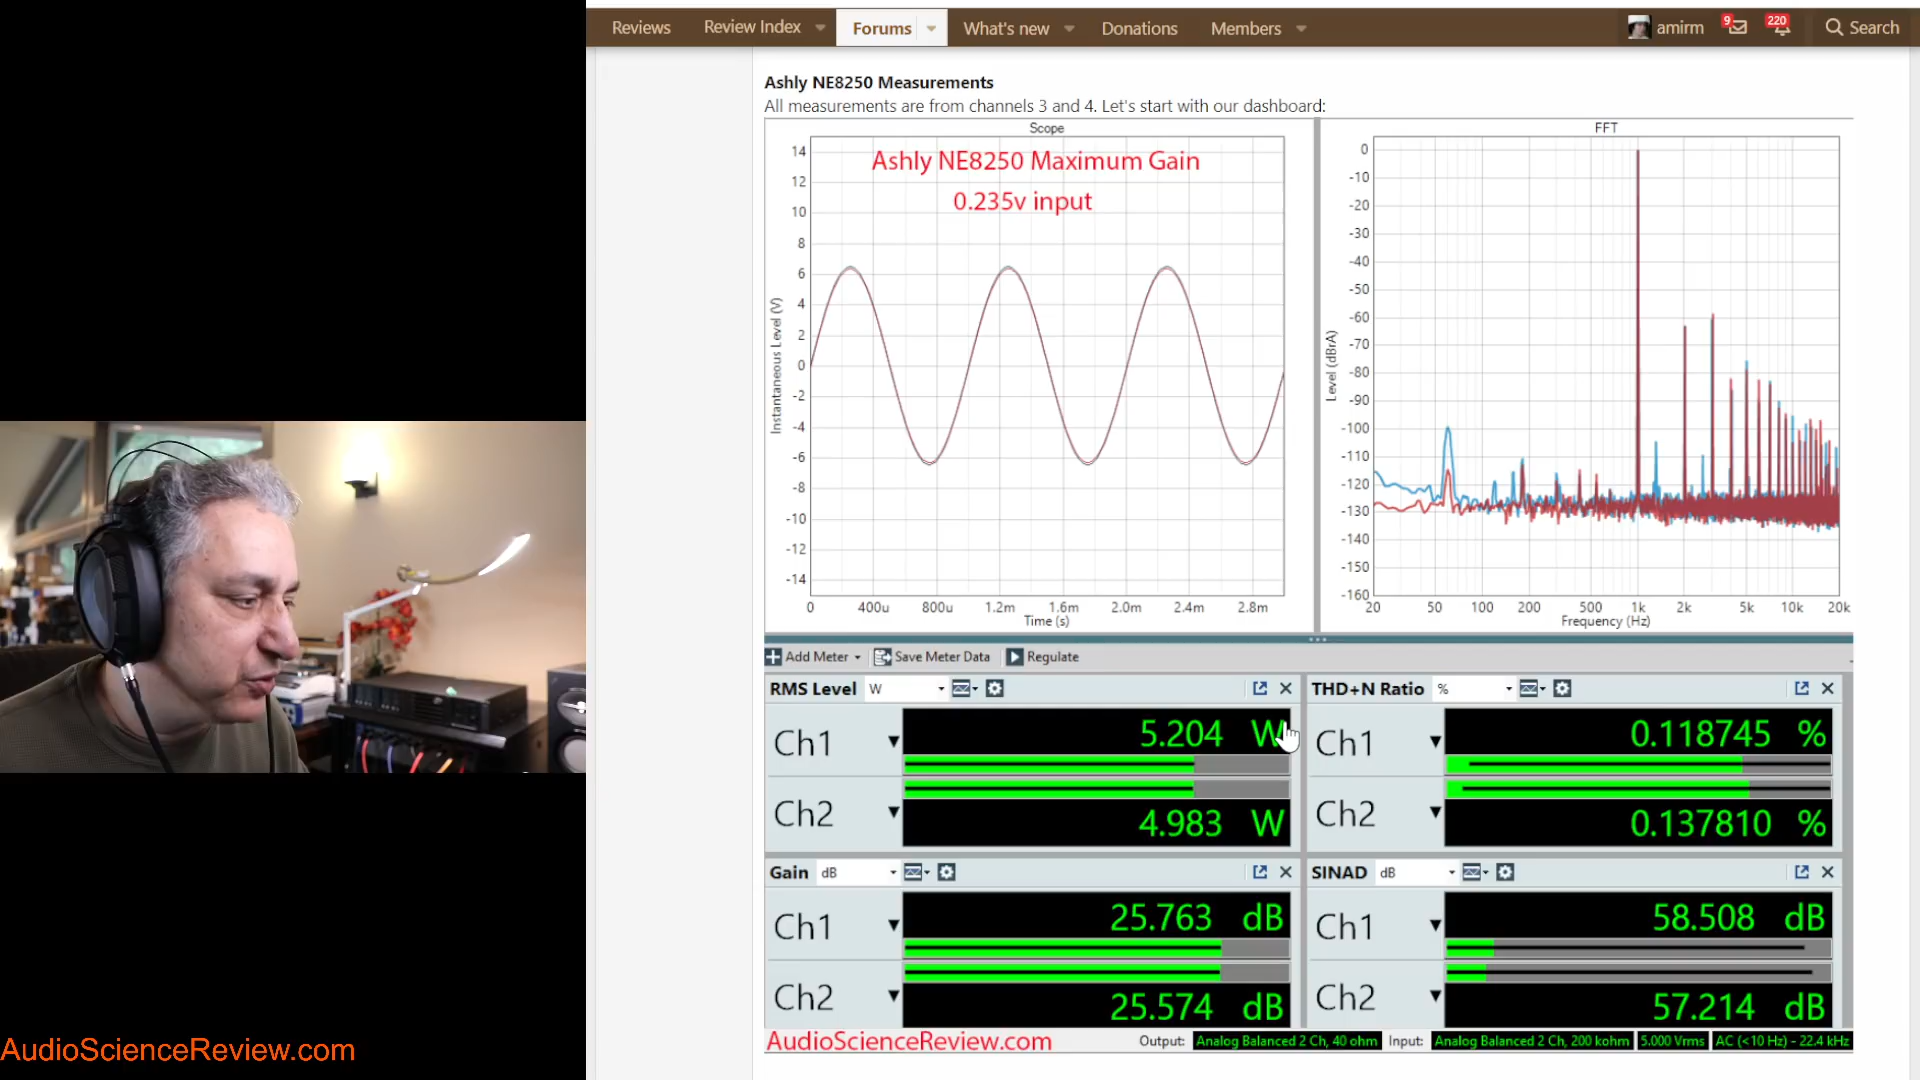 Reviews Review Index Forums What's new Donations Members amirm 9 220 Search
Ashly NE8250 Measurements
All measurements are from channels 3 and 4. Let's start with our dashboard:
Scope
Ashly NE8250 Maximum Gain
0.235v input
Instantaneous Level (V)
14
12
10
8
6
4
2
0
-2
-4
-6
-8
-10
-12
-14
0 400u 800u 1.2m 1.6m 2.0m 2.4m 2.8m
Time (s)
FFT
Level (dBrA)
0
-10
-20
-30
-40
-50
-60
-70
-80
-90
-100
-110
-120
-130
-140
-150
-160
20 50 100 200 500 1k 2k 5k 10k 20k
Frequency (Hz)
Add Meter Save Meter Data Regulate
RMS Level W
Ch1 5.204 W
Ch2 4.983 W
THD+N Ratio %
Ch1 0.118745 %
Ch2 0.137810 %
Gain dB
Ch1 25.763 dB
Ch2 25.574 dB
SINAD dB
Ch1 58.508 dB
Ch2 57.214 dB
AudioScienceReview.com Output: Analog Balanced 2 Ch, 40 ohm Input: Analog Balanced 2 Ch, 200 kohm 5.000 Vrms AC (<10 Hz) - 22.4 kHz
AudioScienceReview.com